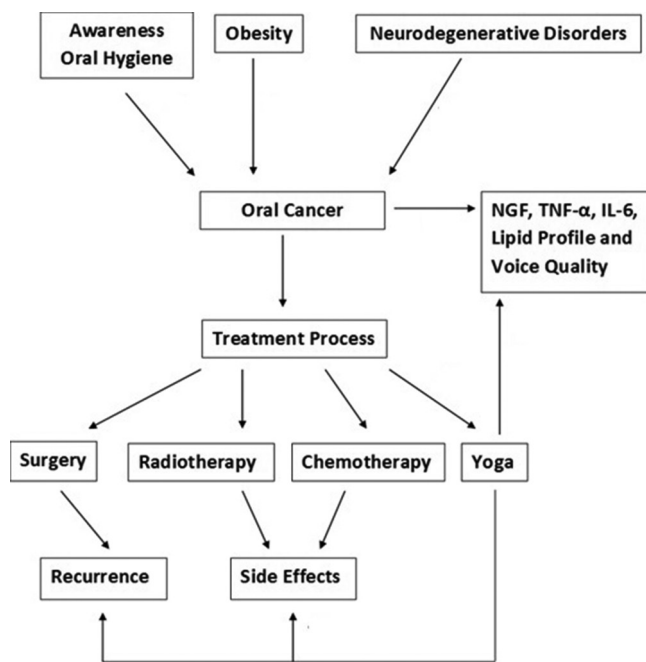 Awareness
Oral Hygiene
Obesity
Neurodegenerative Disorders
Oral Cancer
NGF, TNF-α, IL-6,
Lipid Profile and
Voice Quality
Treatment Process
Surgery
Radiotherapy
Chemotherapy
Yoga
Recurrence
Side Effects